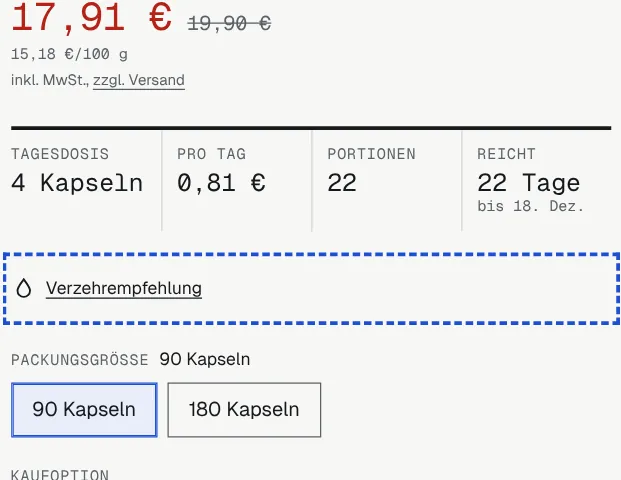 17,91 € 19,90 €
15,18 €/100 g
inkl. MwSt., zzgl. Versand
TAGESDOSIS PRO TAG PORTIONEN REICHT
4 Kapseln 0,81 € 22 22 Tage
bis 18. Dez.
Verzehrempfehlung
PACKUNGSGRÖSSE 90 Kapseln
90 Kapseln 180 Kapseln
KAUFOPTION